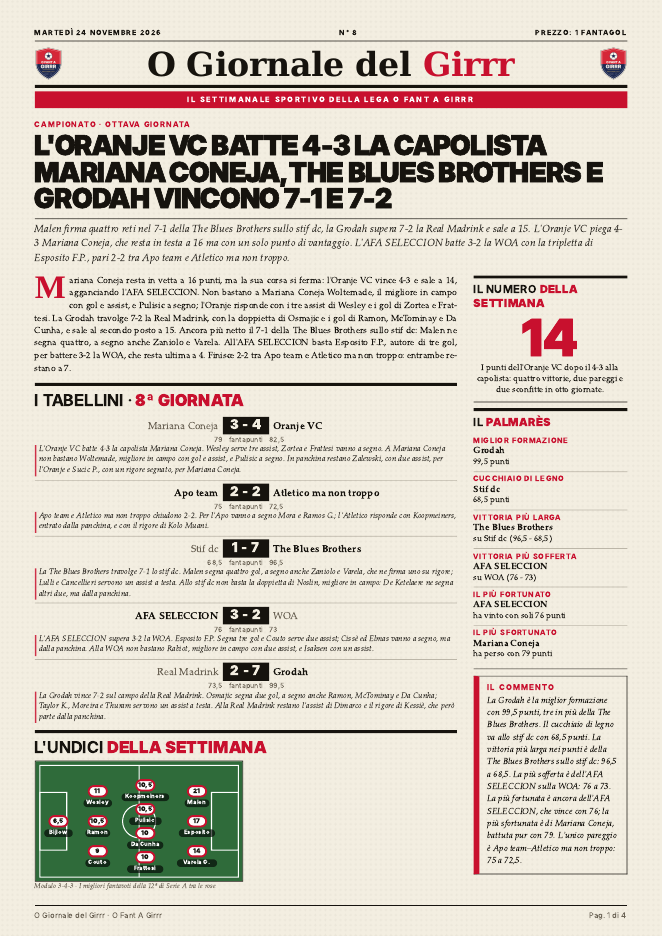 MARTEDÌ 24 NOVEMBRE 2026
N° 8
PREZZO: 1 FANTAGOL
O Giornale del Girrr
IL SETTIMANALE SPORTIVO DELLA LEGA O FANT A GIRRR
CAMPIONATO · OTTAVA GIORNATA
L'ORANJE VC BATTE 4-3 LA CAPOLISTA
MARIANA CONEJA, THE BLUES BROTHERS E
GRODAH VINCONO 7-1 E 7-2
Malen firma quattro reti nel 7-1 della The Blues Brothers sullo stif dc, la Grodah supera 7-2 la Real Madrink e sale a 15. L'Oranje VC piega 4-
3 Mariana Coneja, che resta in testa a 16 ma con un solo punto di vantaggio. L'AFA SELECCION batte 3-2 la WOA con la tripletta di
Esposito F.P., pari 2-2 tra Apo team e Atletico ma non troppo.
Mariana Coneja resta in vetta a 16 punti, ma la sua corsa si ferma: l'Oranje VC vince 4-3 e sale a 14,
agganciando l'AFA SELECCION. Non bastano a Mariana Coneja Woltemade, il migliore in campo
con gol e assist, e Pulisic a segno; l'Oranje risponde con i tre assist di Wesley e i gol di Zortea e Frat-
tesi. La Grodah travolge 7-2 la Real Madrink, con la doppietta di Osmajic e i gol di Ramon, McTominay e Da
Cunha, e sale al secondo posto a 15. Ancora più netto il 7-1 della The Blues Brothers sullo stif dc: Malen ne
segna quattro, a segno anche Zaniolo e Varela. All'AFA SELECCION basta Esposito F.P., autore di tre gol,
per battere 3-2 la WOA, che resta ultima a 4. Finisce 2-2 tra Apo team e Atletico ma non troppo: entrambe re-
stano a 7.
I TABELLINI · 8ª GIORNATA
Mariana Coneja 3 - 4 Oranje VC
79 fantapunti 82,5
L'Oranje VC batte 4-3 la capolista Mariana Coneja. Wesley serve tre assist, Zortea e Frattesi vanno a segno. A Mariana Coneja
non bastano Woltemade, migliore in campo con gol e assist, e Pulisic a segno. In panchina restano Zalewski, con due assist, per
l'Oranje e Sucic P., con un rigore segnato, per Mariana Coneja.
Apo team 2 - 2 Atletico ma non troppo
75 fantapunti 72,5
Apo team e Atletico ma non troppo chiudono 2-2. Per l'Apo vanno a segno Mora e Ramos G.; l'Atletico risponde con Koopmeiners,
entrato dalla panchina, e con il rigore di Kolo Muani.
Stif dc 1 - 7 The Blues Brothers
68,5 fantapunti 96,5
La The Blues Brothers travolge 7-1 lo stif dc. Malen segna quattro gol, a segno anche Zaniolo e Varela, che ne firma uno su rigore;
Lulli e Cancellieri servono un assist a testa. Allo stif dc non basta la doppietta di Noslin, migliore in campo: De Ketelaere ne segna
altri due, ma dalla panchina.
AFA SELECCION 3 - 2 WOA
76 fantapunti 73
L'AFA SELECCION supera 3-2 la WOA. Esposito F.P. Segna tre gol e Couto serve due assist; Cissé ed Elmas vanno a segno, ma
dalla panchina. Alla WOA non bastano Rabiot, migliore in campo con due assist, e Isaksen con un assist.
Real Madrink 2 - 7 Grodah
73,5 fantapunti 99,5
La Grodah vince 7-2 sul campo della Real Madrink. Osmajic segna due gol, a segno anche Ramon, McTominay e Da Cunha;
Taylor K., Moreira e Thuram servono un assist a testa. Alla Real Madrink restano l'assist di Dimarco e il rigore di Kessié, che però
parte dalla panchina.
L'UNDICI DELLA SETTIMANA
10,5
Koopmeiners
11
Wesley
21
Malen
10,5
Pulisic
6,5
Bijlow
10,5
Ramon
17
Esposito
10
Da Cunha
9
Couto
14
Varela G.
10
Frattesi
Modulo 3-4-3 · I migliori fantavoti della 12ª di Serie A tra le rose
IL NUMERO DELLA
SETTIMANA
14
I punti dell'Oranje VC dopo il 4-3 alla
capolista: quattro vittorie, due pareggi e
due sconfitte in otto giornate.
IL PALMARÈS
MIGLIOR FORMAZIONE
Grodah
99,5 punti
CUCCHIAIO DI LEGNO
Stif dc
68,5 punti
VITTORIA PIÙ LARGA
The Blues Brothers
su Stif dc (96,5 - 68,5)
VITTORIA PIÙ SOFFERTA
AFA SELECCION
su WOA (76 - 73)
IL PIÙ FORTUNATO
AFA SELECCION
ha vinto con soli 76 punti
IL PIÙ SFORTUNATO
Mariana Coneja
ha perso con 79 punti
IL COMMENTO
La Grodah è la miglior formazione
con 99,5 punti, tre in più della The
Blues Brothers. Il cucchiaio di legno
va allo stif dc con 68,5 punti. La
vittoria più larga nei punti è della
The Blues Brothers sullo stif dc: 96,5
a 68,5. La più sofferta è dell'AFA
SELECCION sulla WOA: 76 a 73.
La più fortunata è ancora dell'AFA
SELECCION, che vince con 76; la
più sfortunata è di Mariana Coneja,
battuta pur con 79. L'unico pareggio
è Apo team–Atletico ma non troppo:
75 a 72,5.
O Giornale del Girrr · O Fant A Girrr
Pag. 1 di 4